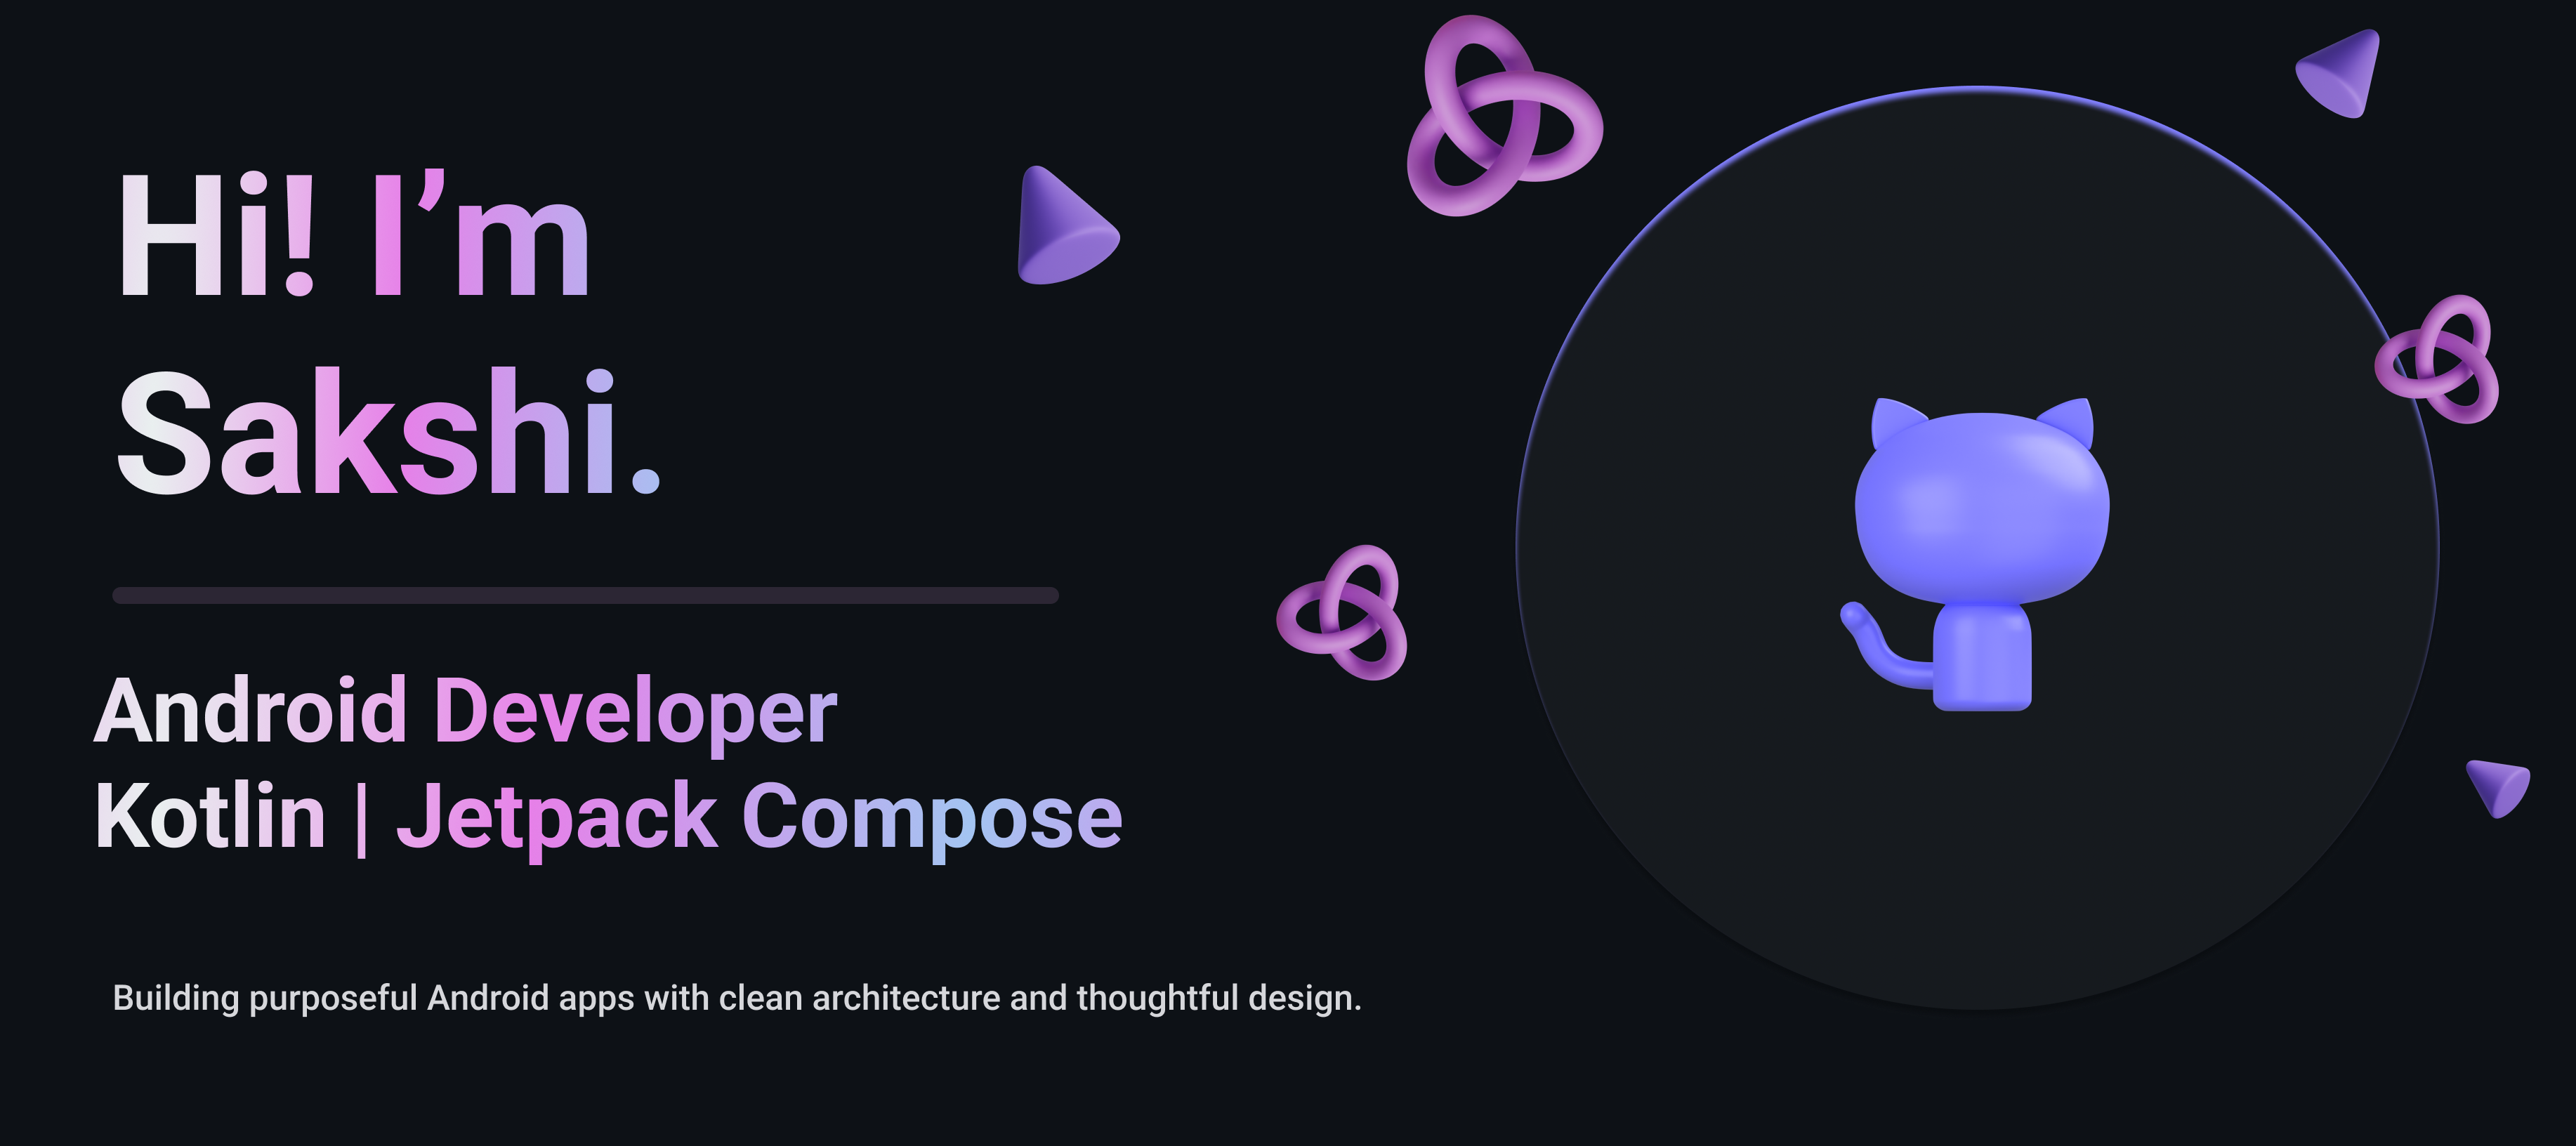 Hi! I’m
Sakshi.
Android Developer
Kotlin | Jetpack Compose
Building purposeful Android apps with clean architecture and thoughtful design.